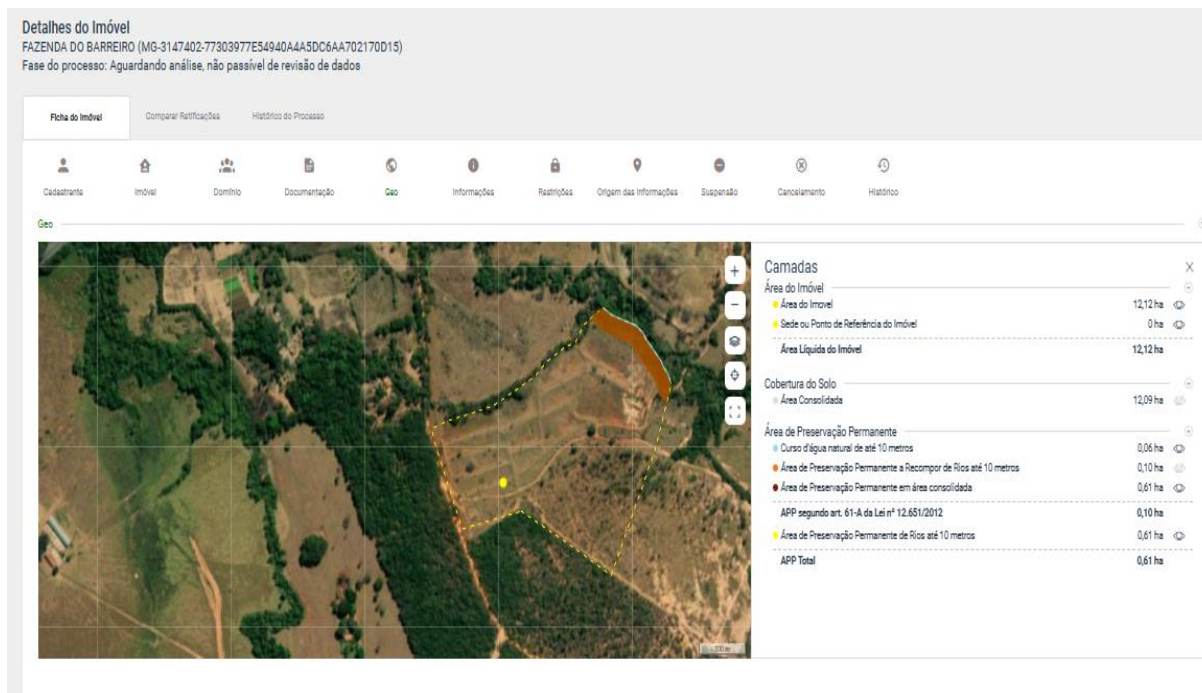 Detalhes do Imóvel
FAZENDA DO BARREIRO (MG-3147402-77303977E54940A4A5DC6AA702170D15)
Fase do processo: Aguardando análise, não passível de revisão de dados
Ficha do Imóvel Comparar Retificações Histórico do Processo
Cadastrante Imóvel Domínio Documentação Geo Informações Restrições Origem das Informações Suspensão Cancelamento Histórico
Geo
Camadas
Área do Imóvel
Área do Imovel 12,12 ha
Sede ou Ponto de Referência do Imóvel 0 ha
Área Líquida do Imóvel 12,12 ha
Cobertura do Solo
Área Consolidada 12,09 ha
Área de Preservação Permanente
Curso d'água natural de até 10 metros 0,06 ha
Área de Preservação Permanente a Recompor de Rios até 10 metros 0,10 ha
Área de Preservação Permanente em área consolidada 0,61 ha
APP segundo art. 61-A da Lei nº 12.651/2012 0,10 ha
Área de Preservação Permanente de Rios até 10 metros 0,61 ha
APP Total 0,61 ha